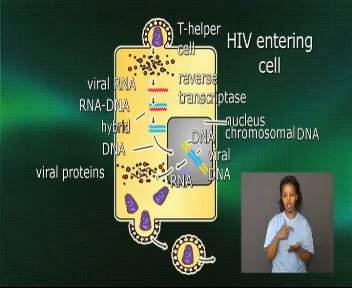 T-helper
cell
HIV entering
cell
viral RNA
reverse
transcriptase
RNA-DNA
hybrid
nucleus
chromosomal DNA
DNA
DNA
viral
DNA
viral proteins
RNA